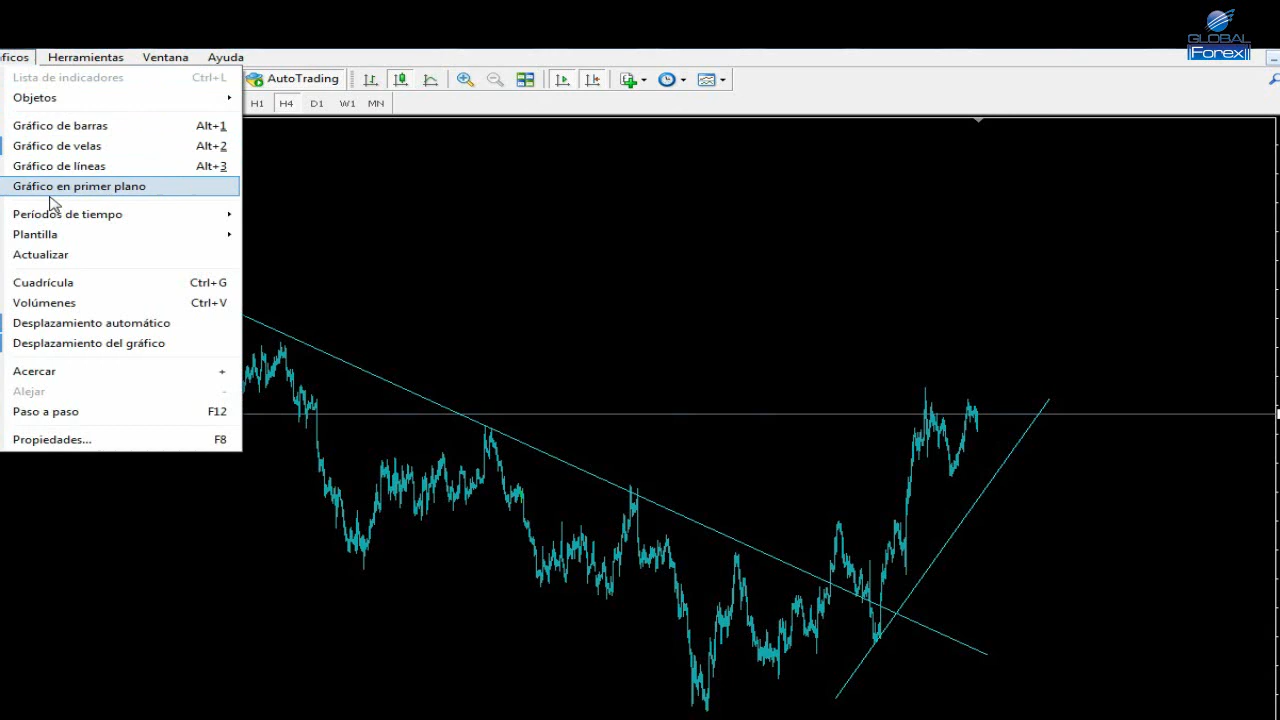 GLOBAL
Forex
ficos Herramientas Ventana Ayuda
Lista de indicadores Ctrl+L
AutoTrading
Objetos
H1 H4 D1 W1 MN
Gráfico de barras Alt+1
Gráfico de velas Alt+2
Gráfico de líneas Alt+3
Gráfico en primer plano
Períodos de tiempo
Plantilla
Actualizar
Cuadrícula Ctrl+G
Volúmenes Ctrl+V
Desplazamiento automático
Desplazamiento del gráfico
Acercar +
Alejar -
Paso a paso F12
Propiedades... F8